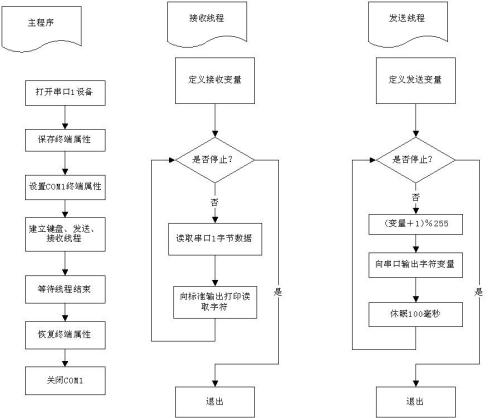 主程序
打开串口1设备
保存终端属性
设置COM1终端属性
建立键盘、发送、
接收线程
等待线程结束
恢复终端属性
关闭COM1
接收线程
定义接收变量
是否停止?
否
读取串口1字节数据
向标准输出打印读
取字符
是
退出
发送线程
定义发送变量
是否停止?
否
(变量+1)%255
向串口输出字符变量
休眠100毫秒
是
退出